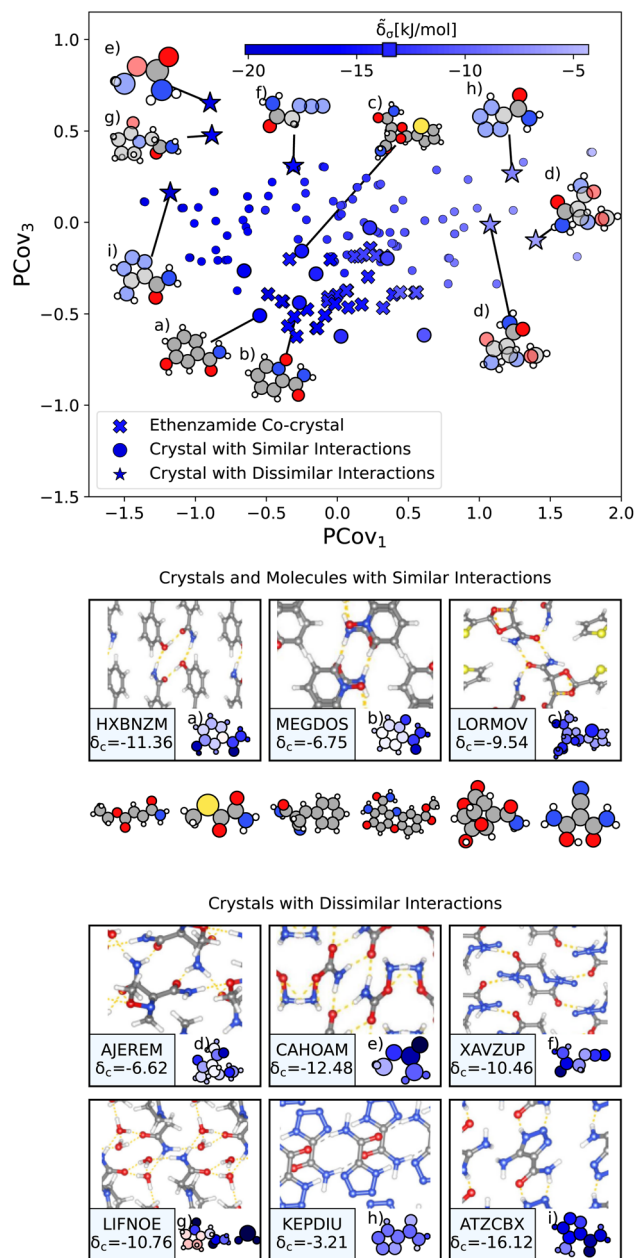 δ̃σ[kJ/mol]
−20 −15 −10 −5
e)
g)
f)
c)
h)
d)
i)
a)
b)
d)
1.0
0.5
0.0
−0.5
−1.0
−1.5
PCov₃
Ethenzamide Co-crystal
Crystal with Similar Interactions
Crystal with Dissimilar Interactions
−1.5 −1.0 −0.5 0.0 0.5 1.0 1.5 2.0
PCov₁
Crystals and Molecules with Similar Interactions
HXBNZM
δc=-11.36
a)
MEGDOS
δc=-6.75
b)
LORMOV
δc=-9.54
c)
Crystals with Dissimilar Interactions
AJEREM
δc=-6.62
d)
CAHOAM
δc=-12.48
e)
XAVZUP
δc=-10.46
f)
LIFNOE
δc=-10.76
g)
KEPDIU
δc=-3.21
h)
ATZCBX
δc=-16.12
i)